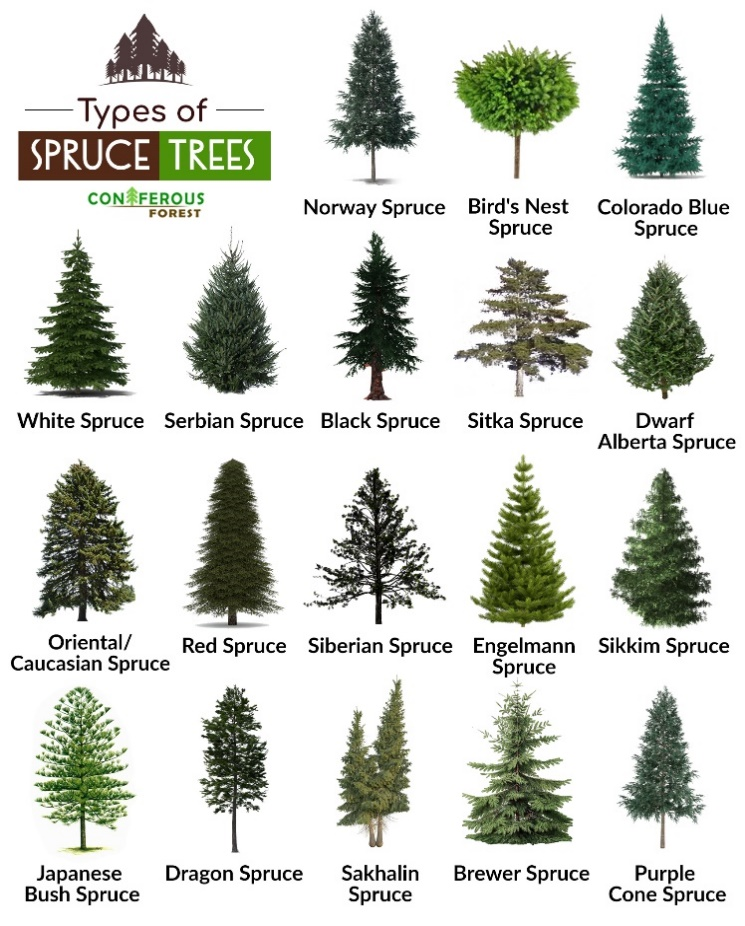 Types of
SPRUCE TREES
CONIFEROUS
FOREST
Norway Spruce
Bird's Nest
Spruce
Colorado Blue
Spruce
White Spruce
Serbian Spruce
Black Spruce
Sitka Spruce
Dwarf
Alberta Spruce
Oriental/
Caucasian Spruce
Red Spruce
Siberian Spruce
Engelmann
Spruce
Sikkim Spruce
Japanese
Bush Spruce
Dragon Spruce
Sakhalin
Spruce
Brewer Spruce
Purple
Cone Spruce